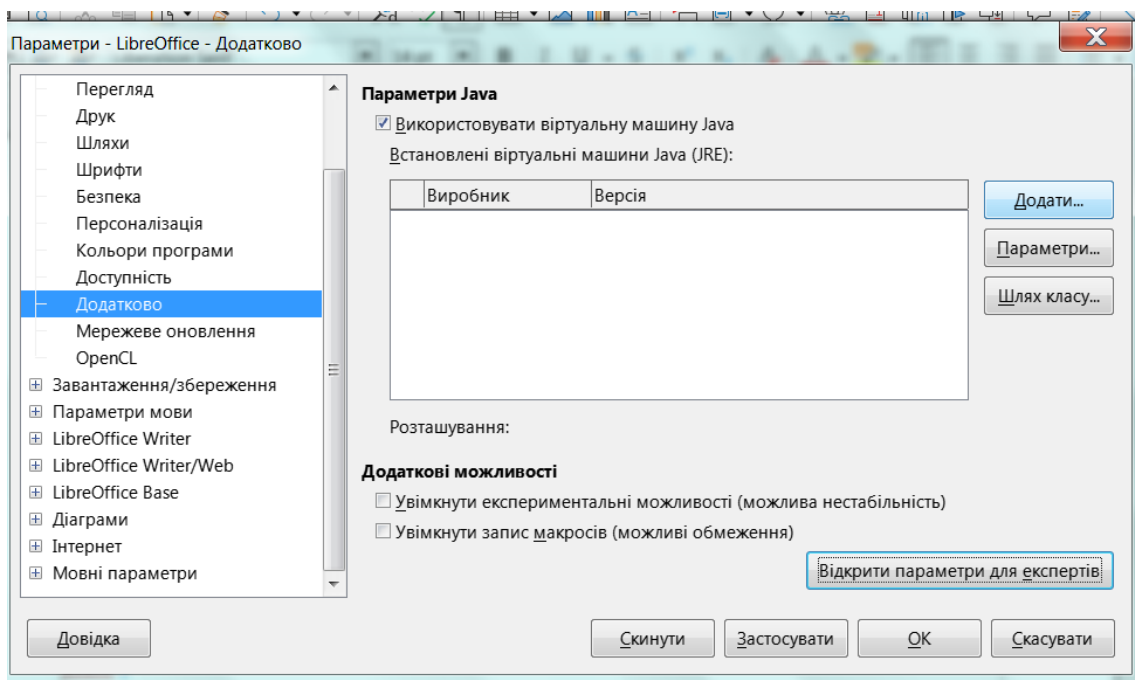 Параметри - LibreOffice - Додатково
Перегляд
Друк
Шляхи
Шрифти
Безпека
Персоналізація
Кольори програми
Доступність
Додатково
Мережеве оновлення
OpenCL
Завантаження/збереження
Параметри мови
LibreOffice Writer
LibreOffice Writer/Web
LibreOffice Base
Діаграми
Інтернет
Мовні параметри
Параметри Java
Використовувати віртуальну машину Java
Встановлені віртуальні машини Java (JRE):
Виробник Версія
Додати...
Параметри...
Шлях класу...
Розташування:
Додаткові можливості
Увімкнути експериментальні можливості (можлива нестабільність)
Увімкнути запис макросів (можливі обмеження)
Відкрити параметри для експертів
Довідка Скинути Застосувати OK Скасувати